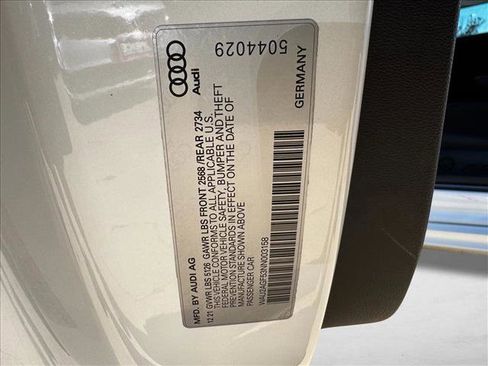 Audi
5044029
MFD. BY AUDI AG
12 21 GVWR LBS 5126 GAWR LBS FRONT 2568 /REAR 2734
THIS VEHICLE CONFORMS TO ALL APPLICABLE U.S.
FEDERAL MOTOR VEHICLE SAFETY, BUMPER AND THEFT
PREVENTION STANDARDS IN EFFECT ON THE DATE OF
MANUFACTURE SHOWN ABOVE
PASSENGER CAR
GERMANY